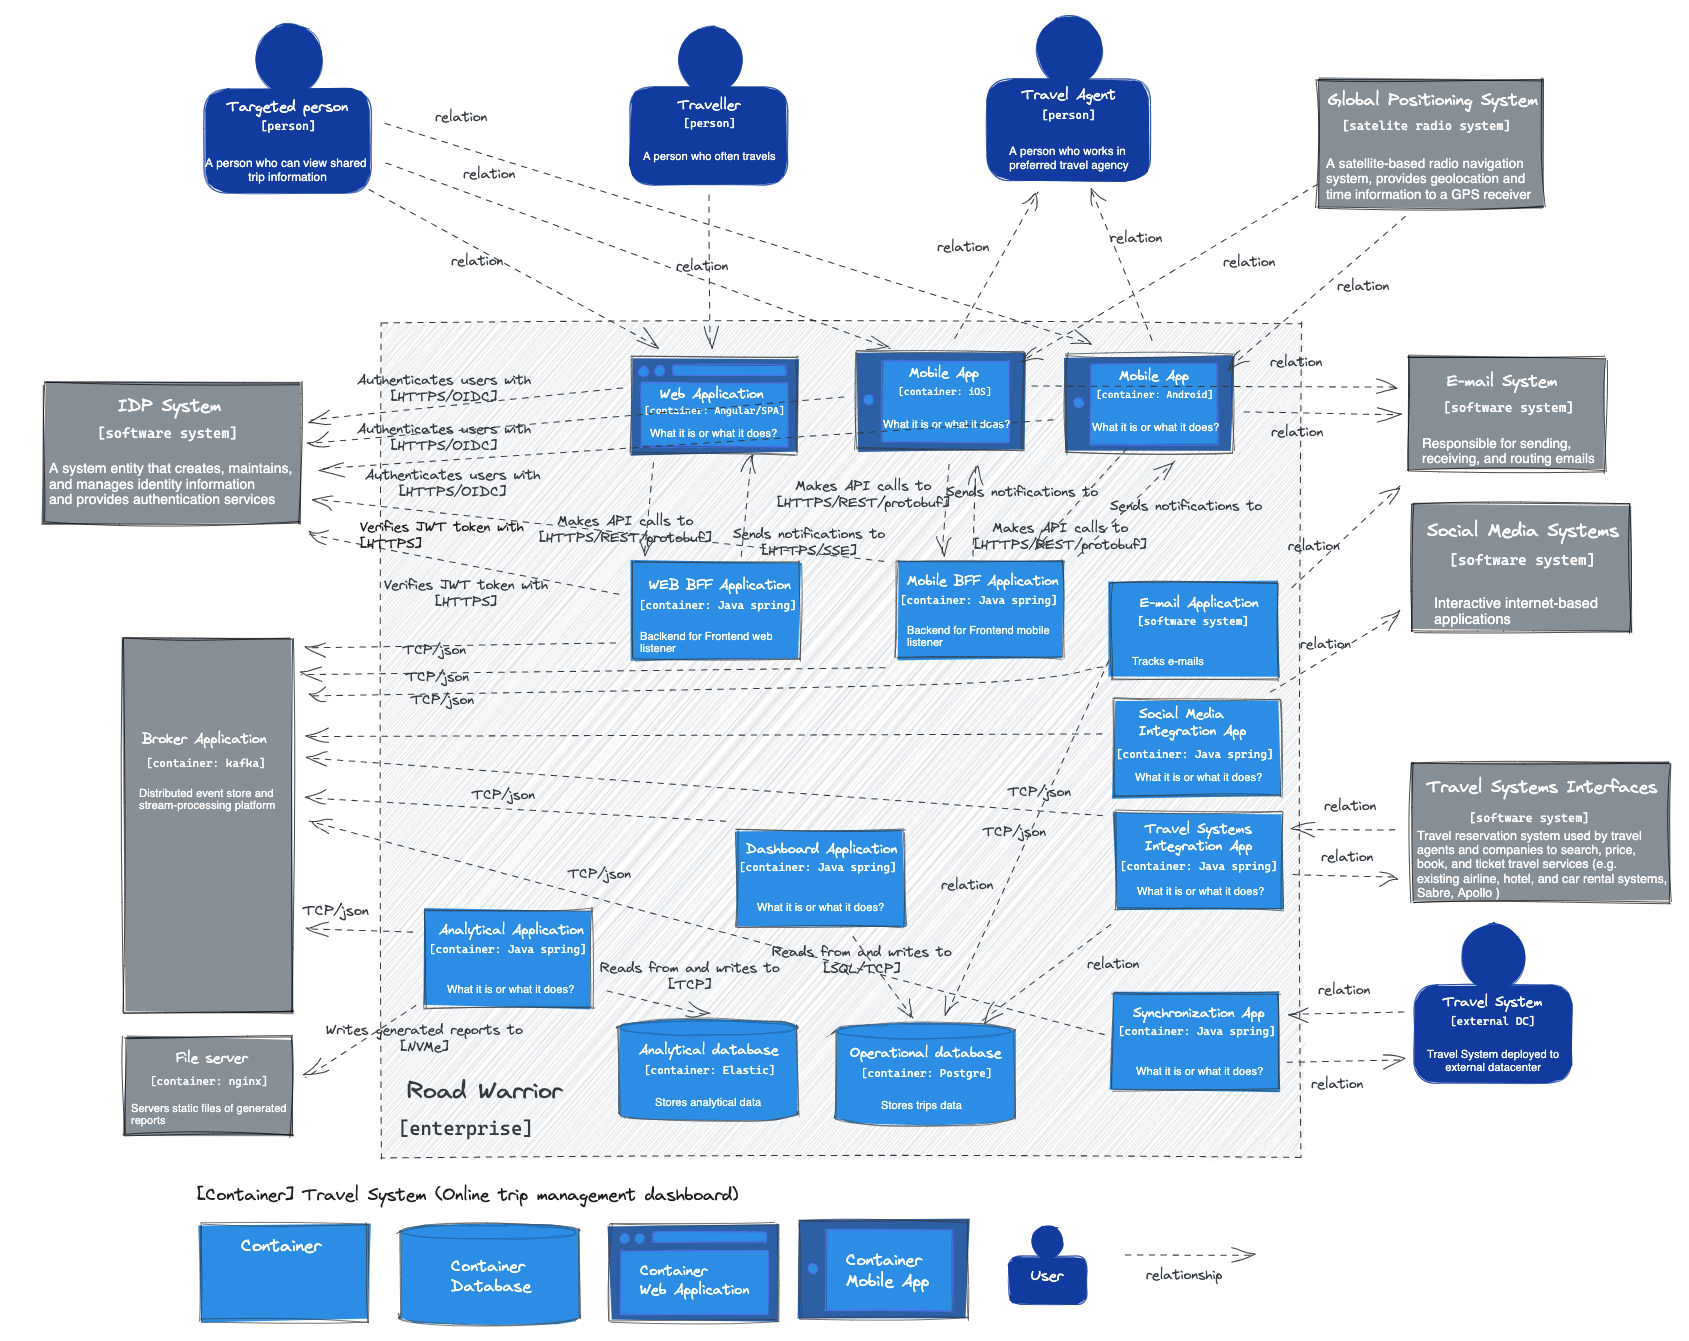 Targeted person
[person]
A person who can view shared
trip information
relation
relation
Traveller
[person]
A person who often travels
Travel Agent
[person]
A person who works in
preferred travel agency
Global Positioning System
[satelite radio system]
A satellite-based radio navigation
system, provides geolocation and
time information to a GPS receiver
relation
relation
relation
relation
relation
relation
IDP System
[software system]
A system entity that creates, maintains,
and manages identity information
and provides authentication services
Authenticates users with
[HTTPS/OIDC]
Authenticates users with
[HTTPS/OIDC]
Authenticates users with
[HTTPS/OIDC]
Verifies JWT token with
[HTTPS]
Verifies JWT token with
[HTTPS]
Web Application
[container: Angular/SPA]
What it is or what it does?
Mobile App
[container: iOS]
What it is or what it does?
Mobile App
[container: Android]
What it is or what it does?
relation
relation
E-mail System
[software system]
Responsible for sending,
receiving, and routing emails
Makes API calls to
[HTTPS/REST/protobuf]
Sends notifications to
[HTTPS/SSE]
Makes API calls to
[HTTPS/REST/protobuf]
Sends notifications to
Makes API calls to
[HTTPS/REST/protobuf]
Sends notifications to
relation
Social Media Systems
[software system]
Interactive internet-based
applications
WEB BFF Application
[container: Java spring]
Baclkend for Frontend web
listener
Mobile BFF Application
[container: Java spring]
Backend for Frontend mobile
listener
E-mail Application
[software system]
Tracks e-mails
relation
TCP/json
TCP/json
TCP/json
Broker Application
[container: kafka]
Distributed event store and
stream-processing platform
Social Media
Integration App
[container: Java spring]
What it is or what it does?
TCP/json
TCP/json
TCP/json
TCP/json
TCP/json
Travel Systems
Integration App
[container: Java spring]
What it is or what it does?
relation
relation
Travel Systems Interfaces
[software system]
Travel reservation system used by travel
agents and companies to search, price,
book, and ticket travel services (e.g.
existing airline, hotel, and car rental systems,
Sabre, Apollo )
Dashboard Application
[container: Java spring]
What it is or what it does?
relation
Analytical Application
[container: Java spring]
What it is or what it does?
Reads from and writes to
[TCP]
Reads from and writes to
[SQL/TCP]
relation
Writes generated reports to
[NVMe]
File server
[container: nginx]
Servers static files of generated
reports
Analytical database
[container: Elastic]
Stores analytical data
Operational database
[container: Postgre]
Stores trips data
Synchronization App
[container: Java spring]
What it is or what it does?
relation
relation
Travel System
[external DC]
Travel System deployed to
external datacenter
Road Warrior
[enterprise]
[Container] Travel System (Online trip management dashboard)
Container
Container
Database
Container
Web Application
Container
Mobile App
User
relationship